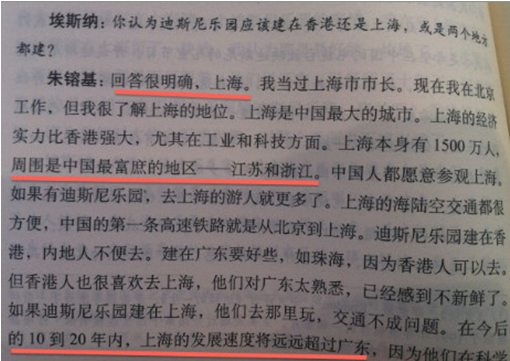 埃斯纳：你认为迪斯尼乐园应该建在香港还是上海，或是两个地方
都建？
朱镕基：回答很明确，上海。我当过上海市市长。现在我在北京
工作，但我很了解上海的地位。上海是中国最大的城市。上海的经济
实力比香港强大，尤其在工业和科技方面。上海本身有1500万人，
周围是中国最富庶的地区——江苏和浙江。中国人都愿意参观上海，
如果有迪斯尼乐园，去上海的游人就更多了。上海的海陆空交通都很
方便，中国的第一条高速铁路就是从北京到上海。迪斯尼乐园建在香
港，内地人不便去。建在广东要好些，如珠海，因为香港人可以去。
但香港人也很喜欢去上海，他们对广东太熟悉，已经感到不新鲜了。
如果迪斯尼乐园建在上海，他们去那里玩，交通不成问题。在今后
的10到20年内，上海的发展速度将远远超过广东，因为他们在科学